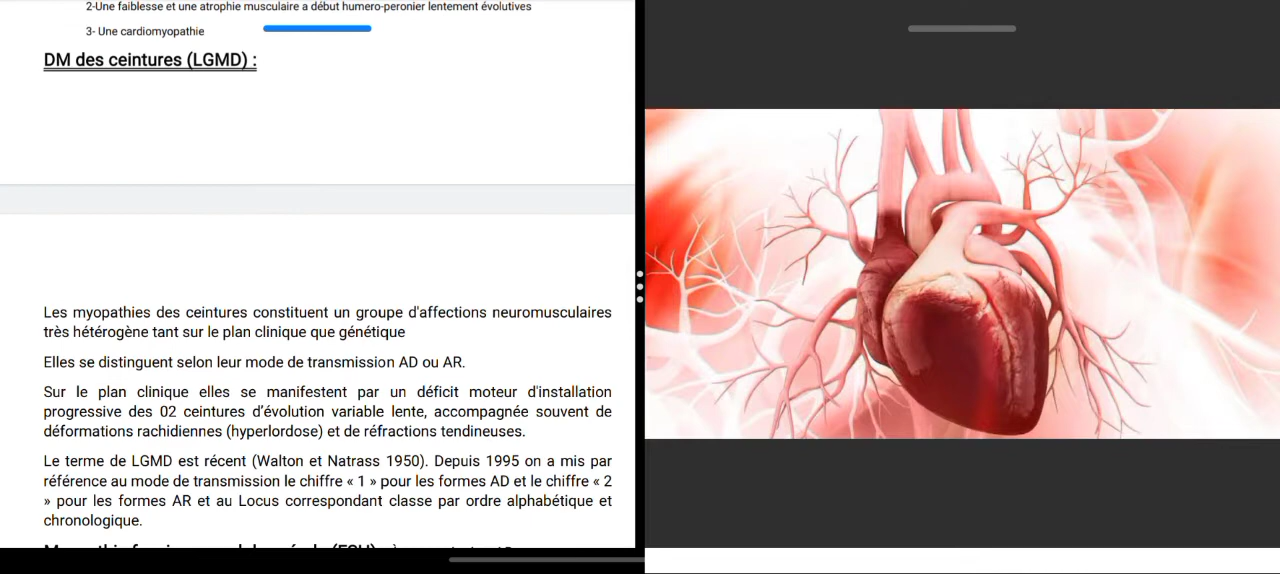 2-Une faiblesse et une atrophie musculaire a début humero-peronier lentement évolutives
3- Une cardiomyopathie
DM des ceintures (LGMD) :
Les myopathies des ceintures constituent un groupe d'affections neuromusculaires
très hétérogène tant sur le plan clinique que génétique
Elles se distinguent selon leur mode de transmission AD ou AR.
Sur le plan clinique elles se manifestent par un déficit moteur d'installation
progressive des 02 ceintures d'évolution variable lente, accompagnée souvent de
déformations rachidiennes (hyperlordose) et de réfractions tendineuses.
Le terme de LGMD est récent (Walton et Natrass 1950). Depuis 1995 on a mis par
référence au mode de transmission le chiffre « 1 » pour les formes AD et le chiffre « 2
» pour les formes AR et au Locus correspondant classe par ordre alphabétique et
chronologique.